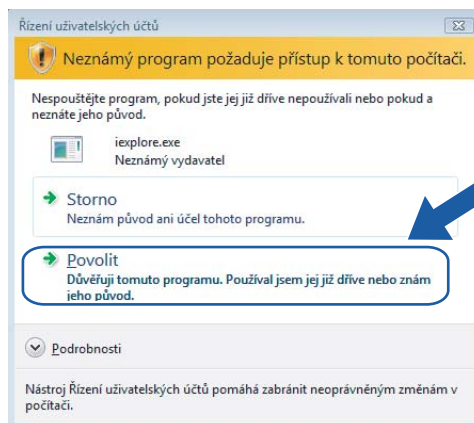 Řízení uživatelských účtů
Neznámý program požaduje přístup k tomuto počítači.
Nespouštějte program, pokud jste jej již dříve nepoužívali nebo pokud a
neznáte jeho původ.
iexplore.exe
Neznámý vydavatel
Storno
Neznám původ ani účel tohoto programu.
Povolit
Důvěřuji tomuto programu. Používal jsem jej již dříve nebo znám
jeho původ.
Podrobnosti
Nástroj Řízení uživatelských účtů pomáhá zabránit neoprávněným změnám v
počítači.